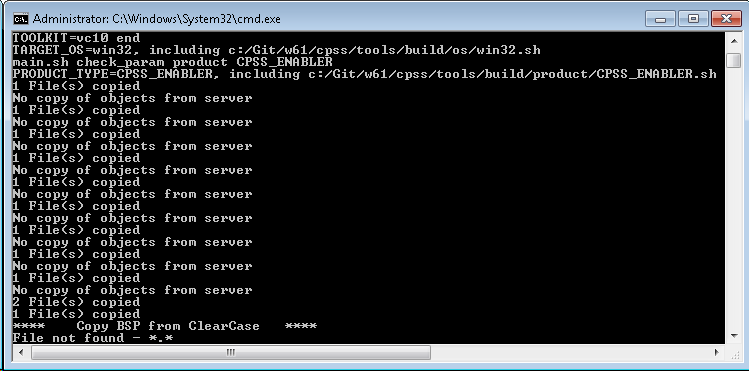 Administrator: C:\Windows\System32\cmd.exe
TOOLKIT=vc10 end
TARGET_OS=win32, including c:/Git/w61/cpss/tools/build/os/win32.sh
main.sh check_param product CPSS_ENABLER
PRODUCT_TYPE=CPSS_ENABLER, including c:/Git/w61/cpss/tools/build/product/CPSS_ENABLER.sh
1 File(s) copied
No copy of objects from server
1 File(s) copied
No copy of objects from server
1 File(s) copied
No copy of objects from server
1 File(s) copied
No copy of objects from server
1 File(s) copied
No copy of objects from server
1 File(s) copied
No copy of objects from server
1 File(s) copied
No copy of objects from server
1 File(s) copied
No copy of objects from server
1 File(s) copied
No copy of objects from server
2 File(s) copied
1 File(s) copied
**** Copy BSP from ClearCase ****
File not found - *.*